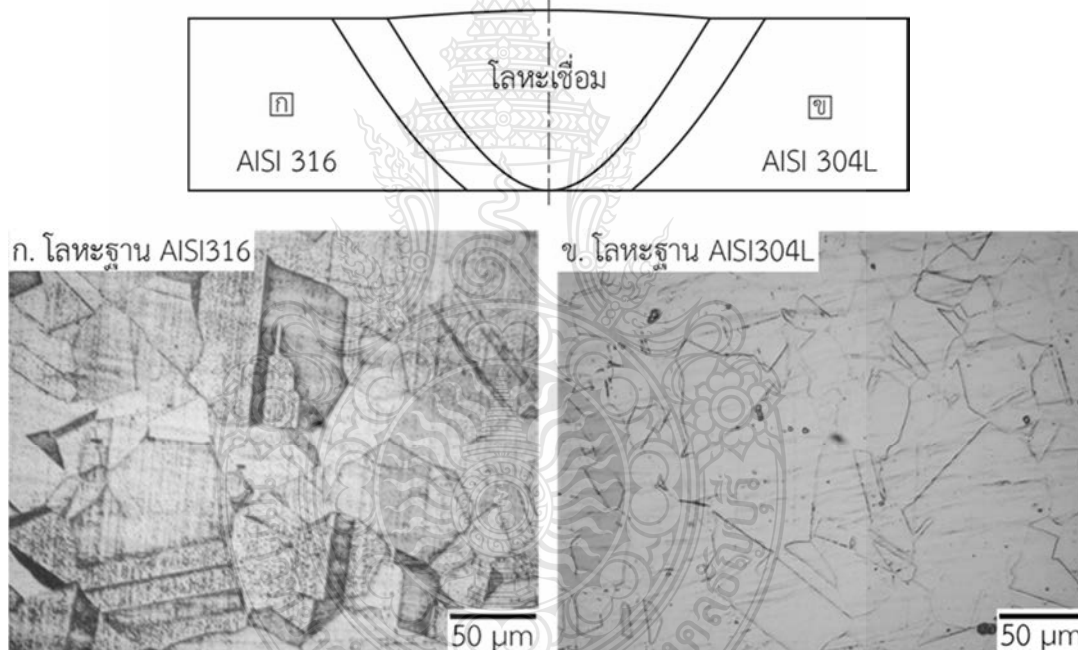 โลหะเชื่อม
ก
ข
AISI 316
AISI 304L
ก. โลหะฐาน AISI316
ข. โลหะฐาน AISI304L
50 μm
50 μm